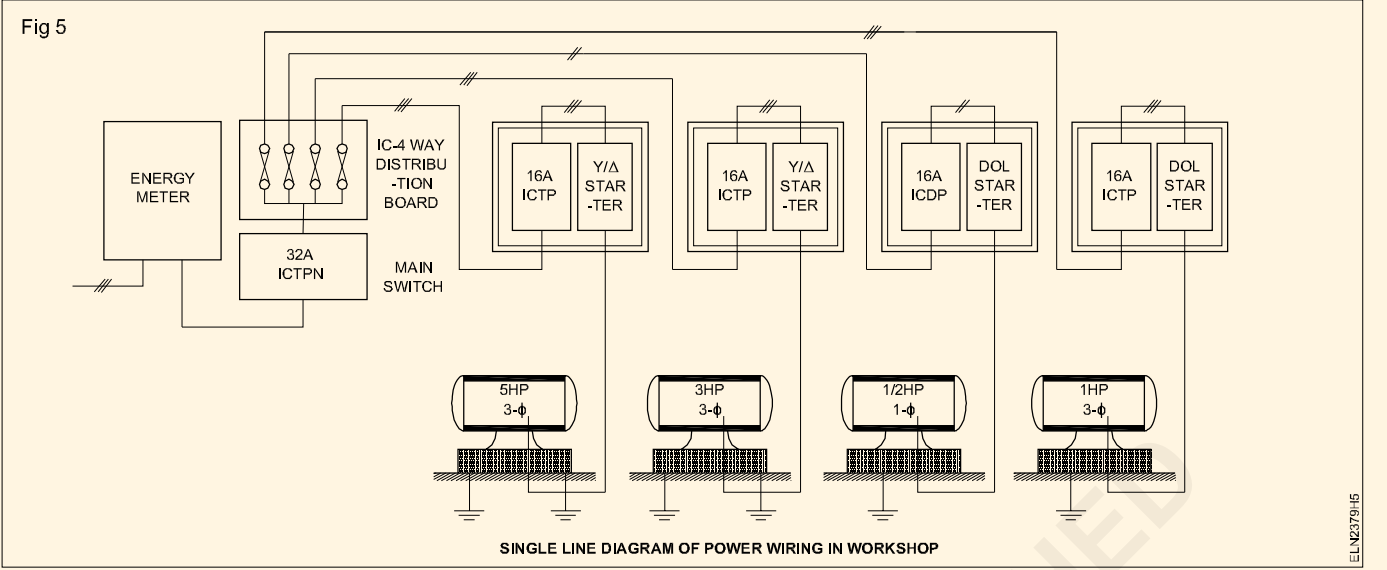 Fig 5
ENERGY
METER
IC-4 WAY
DISTRIBU
-TION
BOARD
32A
ICTPN
MAIN
SWITCH
16A
ICTP
Y/Δ
STAR
-TER
16A
ICTP
Y/Δ
STAR
-TER
16A
ICDP
DOL
STAR
-TER
16A
ICTP
DOL
STAR
-TER
5HP
3-ϕ
3HP
3-ϕ
1/2HP
1-ϕ
1HP
3-ϕ
SINGLE LINE DIAGRAM OF POWER WIRING IN WORKSHOP
ELN2379H5